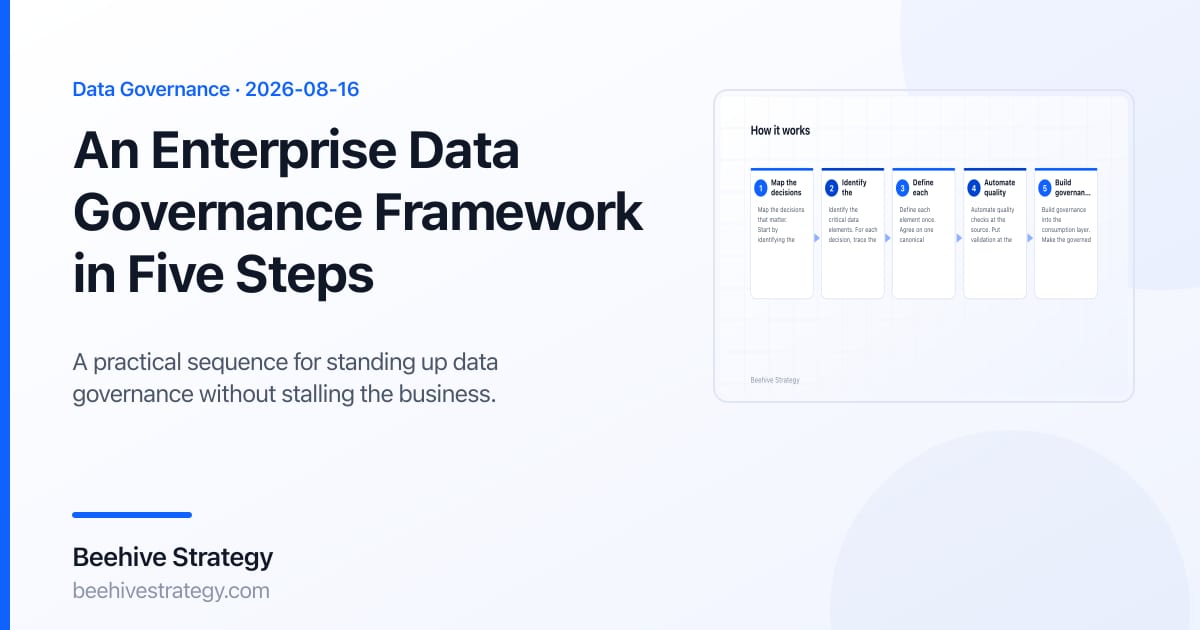 Data Governance · 2026-08-16
An Enterprise Data
Governance Framework
in Five Steps
A practical sequence for standing up data
governance without stalling the business.
Beehive Strategy
beehivestrategy.com
How it works
1
Map the
decisions
Map the decisions
that matter.
Start by
identifying the
2
Identify
the
Identify the
critical data
elements. For each
decision, trace the
3
Define
each
Define each
element once.
Agree on one
canonical
4
Automate
quality
Automate quality
checks at the
source. Put
validation at the
5
Build
governan...
Build governance
into the
consumption layer.
Make the governed
Beehive Strategy